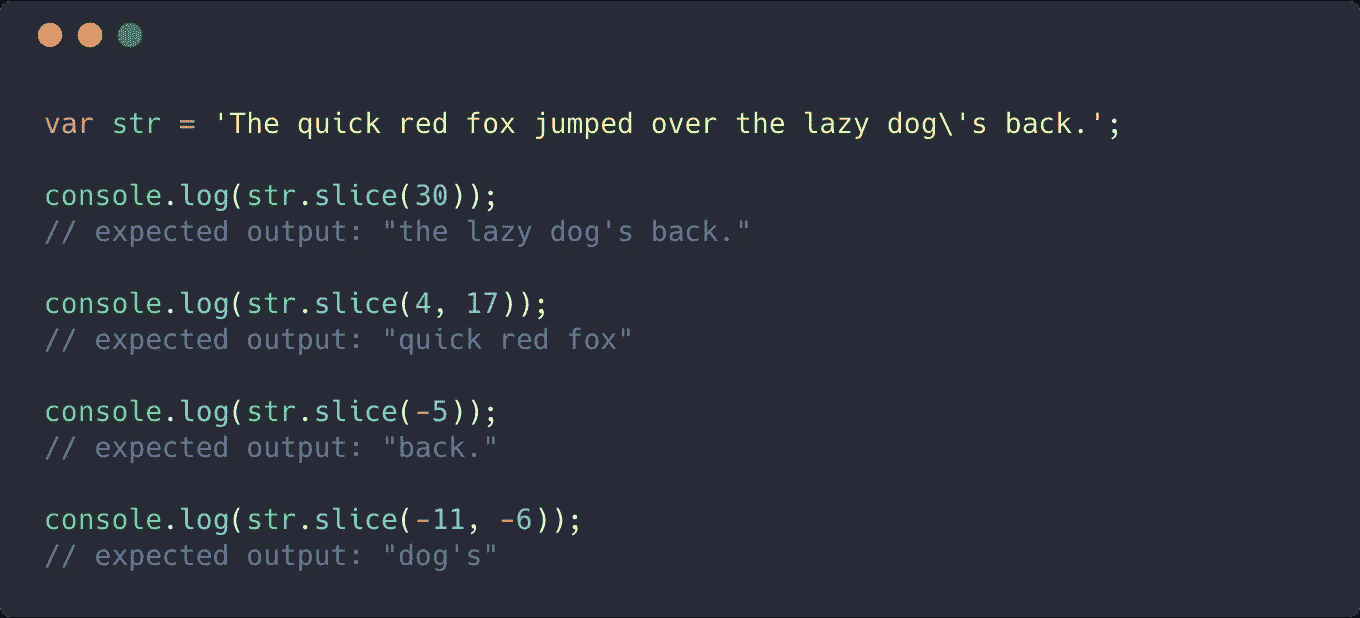 var str = 'The quick red fox jumped over the lazy dog\'s back.';
console.log(str.slice(30));
// expected output: "the lazy dog's back."
console.log(str.slice(4, 17));
// expected output: "quick red fox"
console.log(str.slice(-5));
// expected output: "back."
console.log(str.slice(-11, -6));
// expected output: "dog's"